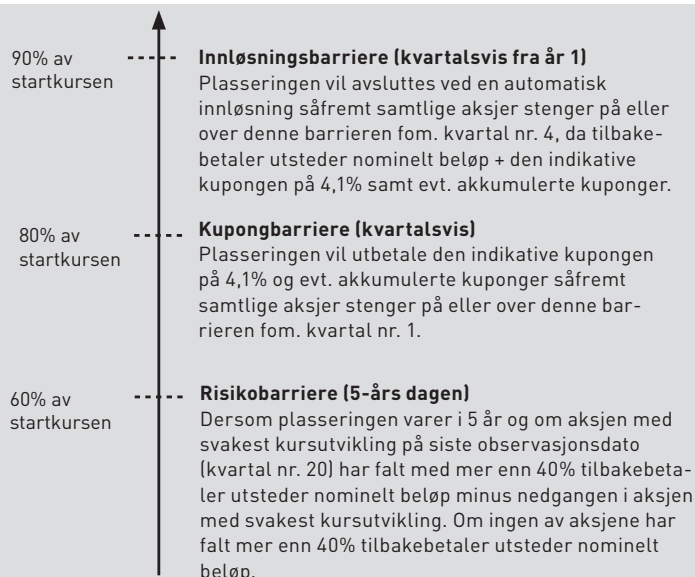 90% av
startkursen
Innløsningsbarriere (kvartalsvis fra år 1)
Plasseringen vil avsluttes ved en automatisk
innløsning såfremt samtlige aksjer stenger på eller
over denne barrieren fom. kvartal nr. 4, da tilbake-
betaler utsteder nominelt beløp + den indikative
kupongen på 4,1% samt evt. akkumulerte kuponger.
80% av
startkursen
Kupongbarriere (kvartalsvis)
Plasseringen vil utbetale den indikative kupongen
på 4,1% og evt. akkumulerte kuponger såfremt
samtlige aksjer stenger på eller over denne bar-
rieren fom. kvartal nr. 1.
60% av
startkursen
Risikobarriere (5-års dagen)
Dersom plasseringen varer i 5 år og om aksjen med
svakest kursutvikling på siste observasjonsdato
(kvartal nr. 20) har falt med mer enn 40% tilbakebeta-
ler utsteder nominelt beløp minus nedgangen i aksjen
med svakest kursutvikling. Om ingen av aksjene har
falt mer enn 40% tilbakebetaler utsteder nominelt
beløp.